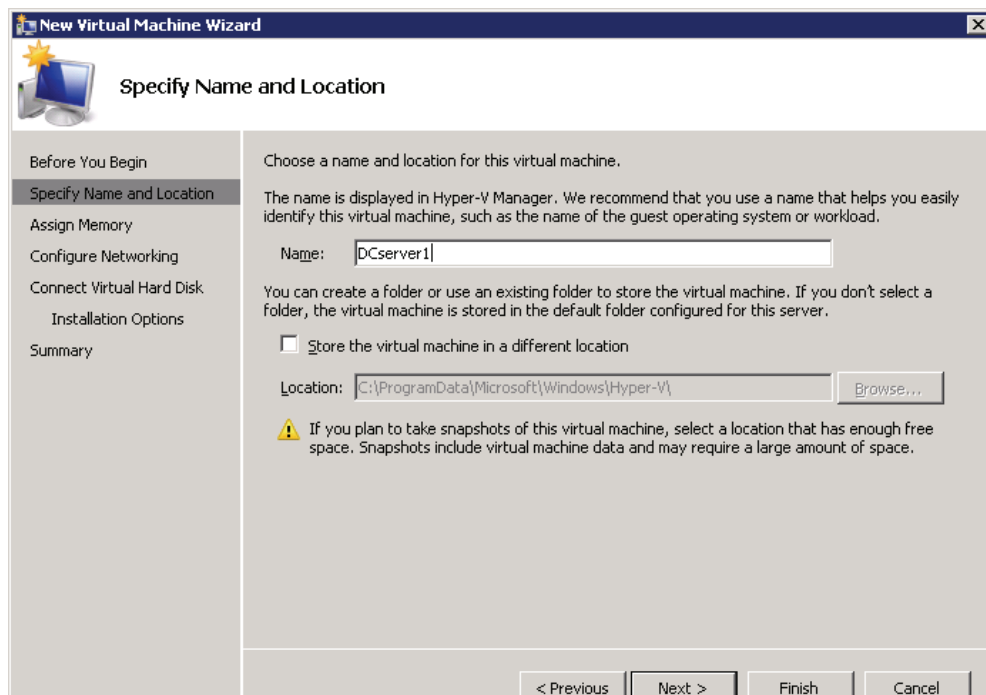 New Virtual Machine Wizard
Specify Name and Location
Before You Begin
Specify Name and Location
Assign Memory
Configure Networking
Connect Virtual Hard Disk
Installation Options
Summary
Choose a name and location for this virtual machine.
The name is displayed in Hyper-V Manager. We recommend that you use a name that helps you easily
identify this virtual machine, such as the name of the guest operating system or workload.
Name: DCserver1
You can create a folder or use an existing folder to store the virtual machine. If you don't select a
folder, the virtual machine is stored in the default folder configured for this server.
Store the virtual machine in a different location
Location: C:\ProgramData\Microsoft\Windows\Hyper-V\ Browse...
If you plan to take snapshots of this virtual machine, select a location that has enough free
space. Snapshots include virtual machine data and may require a large amount of space.
< Previous Next > Finish Cancel